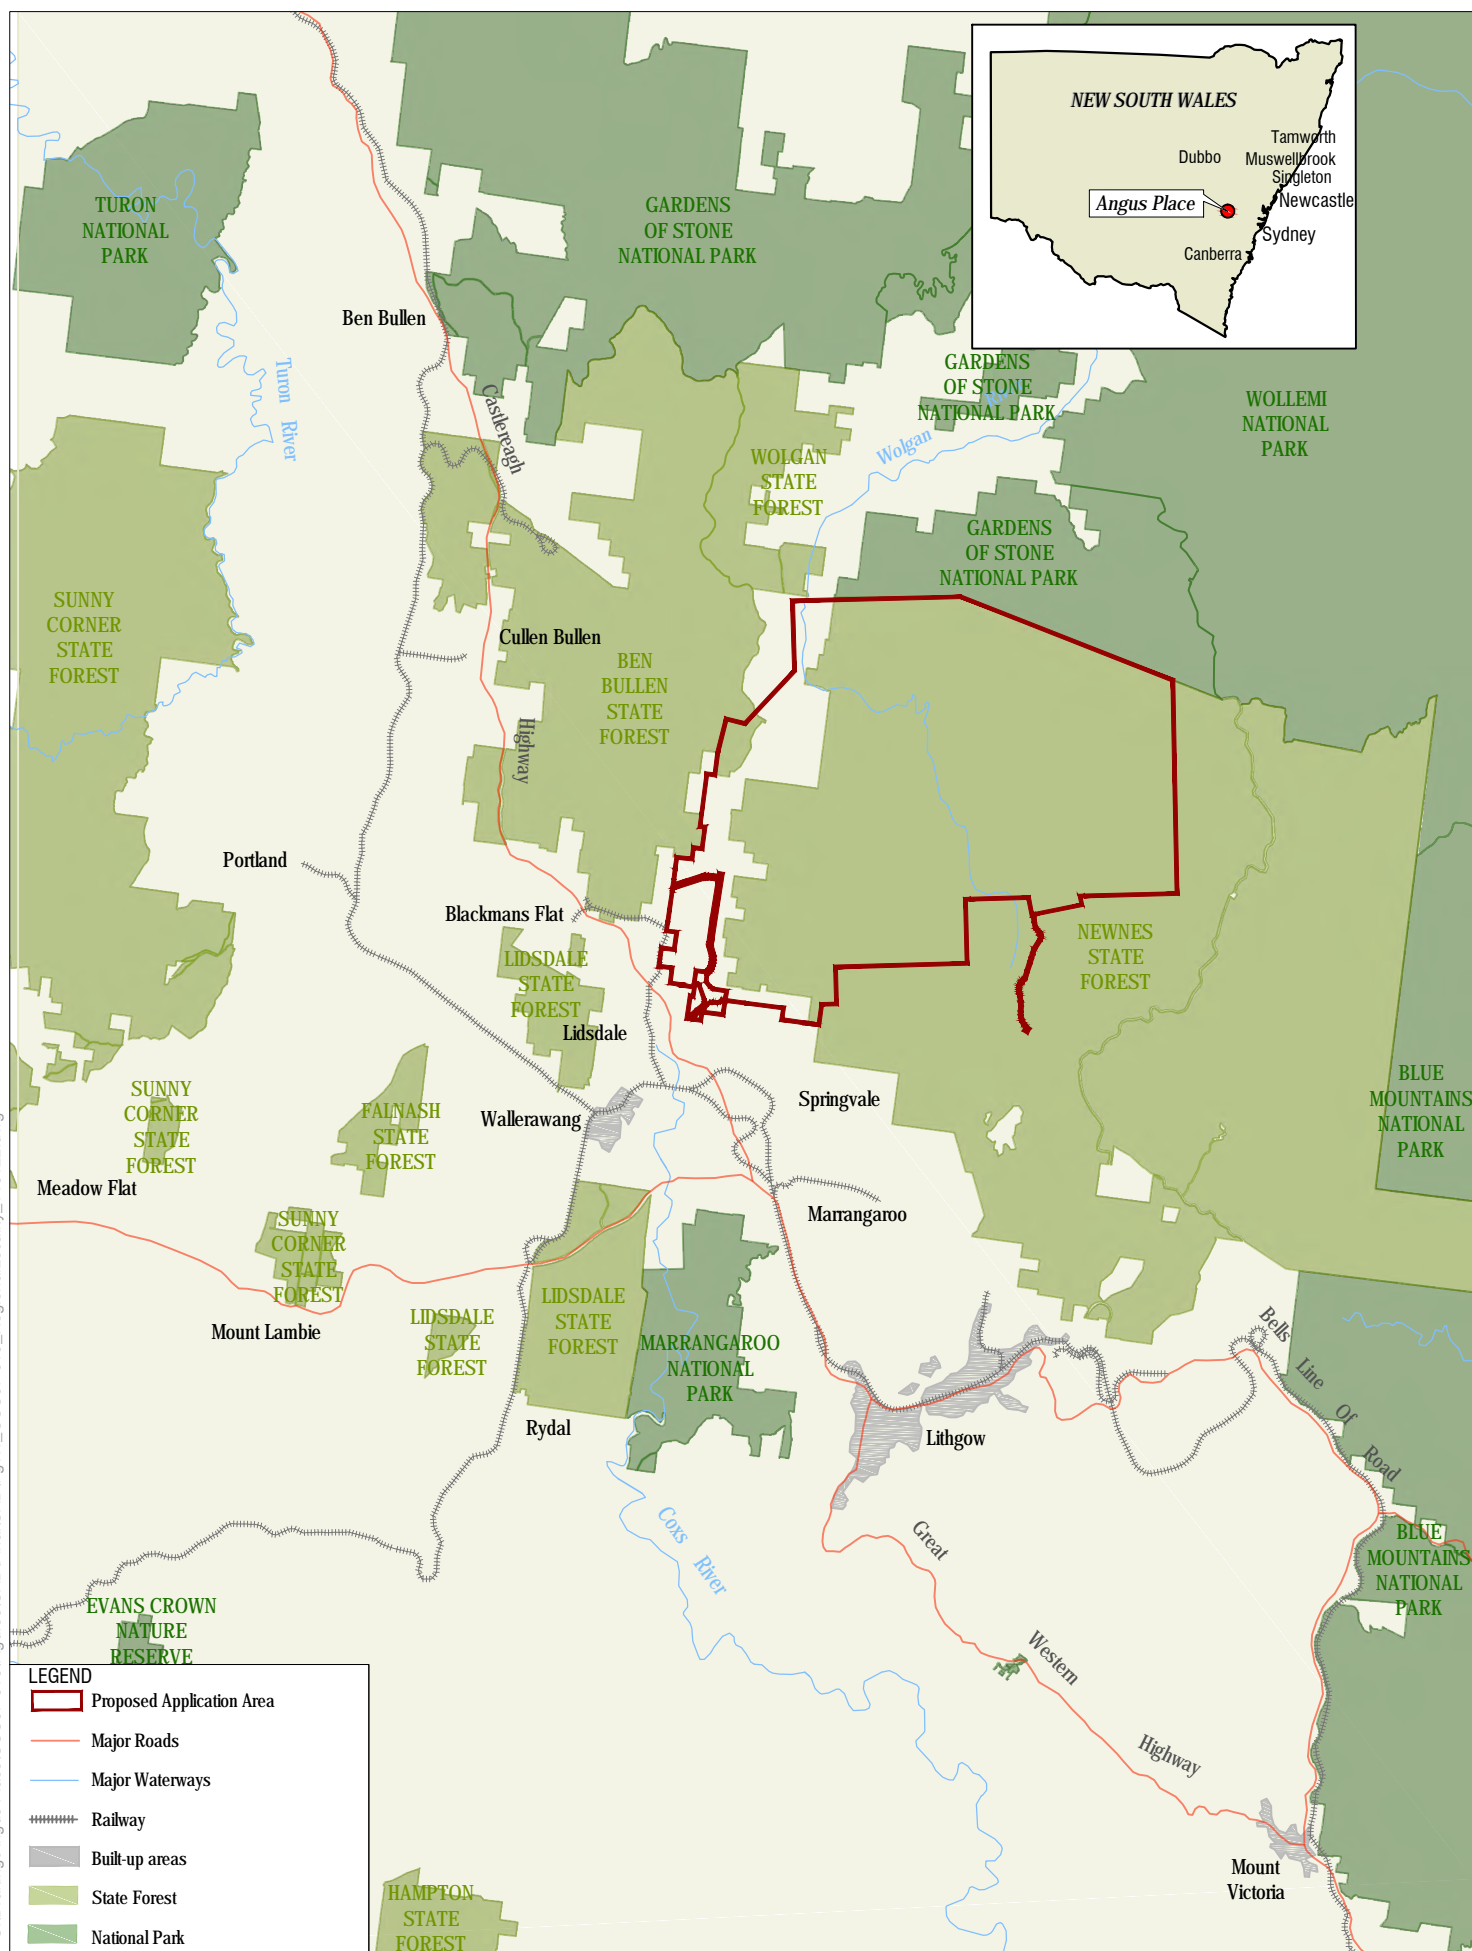 NEW SOUTH WALES
Tamworth
Dubbo
Muswellbrook
Singleton
Angus Place
Newcastle
Sydney
Canberra
TURON
NATIONAL
PARK
GARDENS
OF STONE
NATIONAL PARK
Ben Bullen
Turon River
Castlereagh
Highway
GARDENS
OF STONE
NATIONAL PARK
Wolgan
River
WOLLEMI
NATIONAL
PARK
WOLGAN
STATE
FOREST
GARDENS
OF STONE
NATIONAL PARK
SUNNY
CORNER
STATE
FOREST
Cullen Bullen
BEN
BULLEN
STATE
FOREST
Portland
Blackmans Flat
LIDSDALE
STATE
FOREST
Lidsdale
NEWNES
STATE
FOREST
SUNNY
CORNER
STATE
FOREST
FALNASH
STATE
FOREST
Wallerawang
Springvale
BLUE
MOUNTAINS
NATIONAL
PARK
Meadow Flat
Marrangaroo
SUNNY
CORNER
STATE
FOREST
Mount Lambie
LIDSDALE
STATE
FOREST
LIDSDALE
STATE
FOREST
MARRANGAROO
NATIONAL
PARK
Rydal
Lithgow
Bells Line Of Road
Coxs River
Great Western Highway
BLUE
MOUNTAINS
NATIONAL
PARK
EVANS CROWN
NATURE
RESERVE
Mount
Victoria
HAMPTON
STATE
FOREST
LEGEND
Proposed Application Area
Major Roads
Major Waterways
Railway
Built-up areas
State Forest
National Park